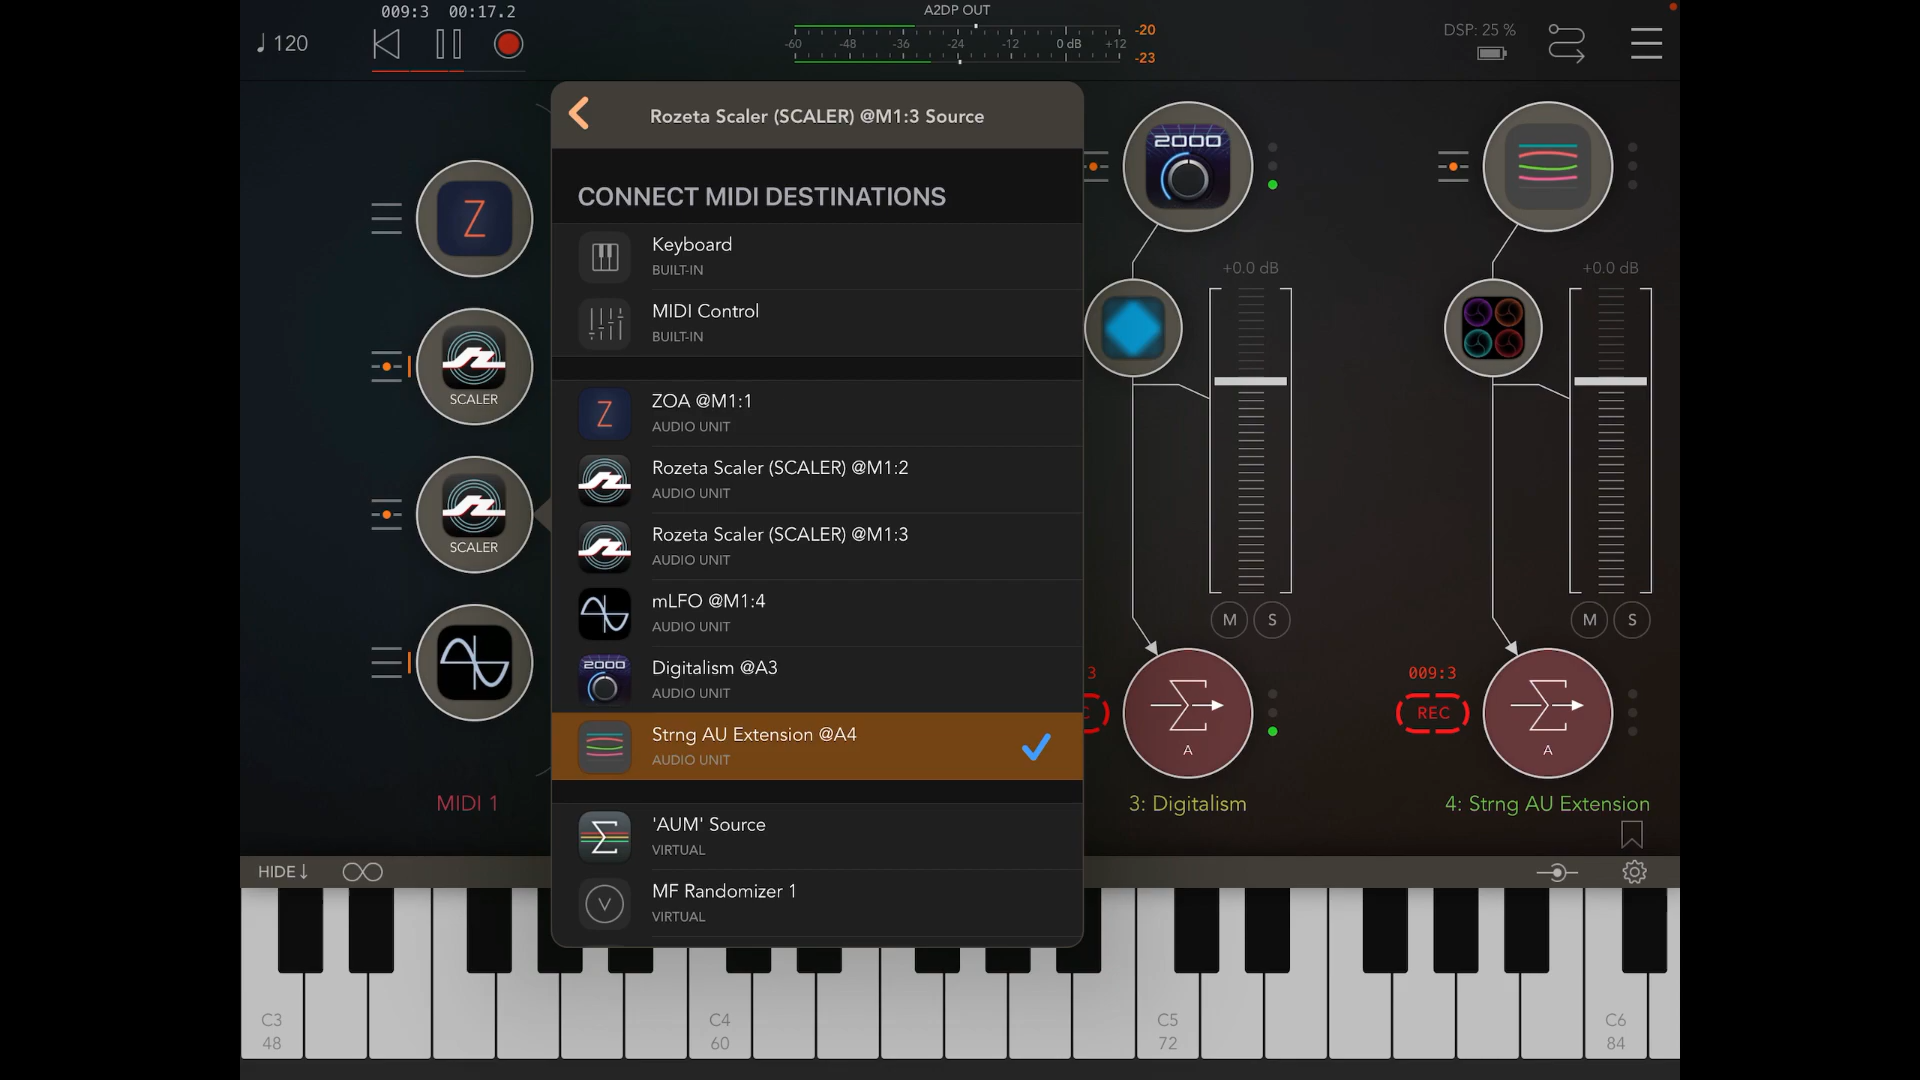 009:3 00:17.2
120
A2DP OUT
-60 -48 -36 -24 -12 0 dB +12
-20
-23
DSP: 25 %
Rozeta Scaler (SCALER) @M1:3 Source
CONNECT MIDI DESTINATIONS
Keyboard
BUILT-IN
MIDI Control
BUILT-IN
ZOA @M1:1
AUDIO UNIT
Rozeta Scaler (SCALER) @M1:2
AUDIO UNIT
Rozeta Scaler (SCALER) @M1:3
AUDIO UNIT
mLFO @M1:4
AUDIO UNIT
2000
Digitalism @A3
AUDIO UNIT
Strng AU Extension @A4
AUDIO UNIT
'AUM' Source
VIRTUAL
MF Randomizer 1
VIRTUAL
Z
Z
SCALER
SCALER
MIDI 1
2000
+0.0 dB
M S
3
C
A
3: Digitalism
+0.0 dB
M S
009:3
REC
A
4: Strng AU Extension
HIDE↓
C3
48
C4
60
C5
72
C6
84